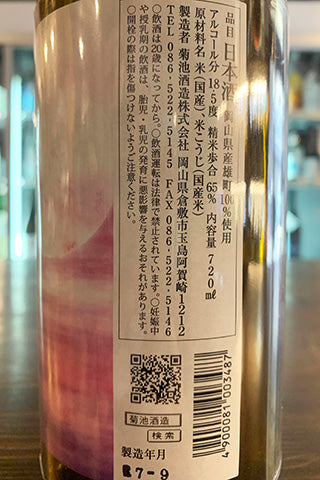 品目 日本酒 岡山県産雄町100%使用
アルコール分 18.5度 精米歩合 65% 内容量 720ml
原材料名 米(国産)、米こうじ(国産米)
製造者 菊池酒造株式会社 岡山県倉敷市玉島阿賀崎1212
TEL 086-522-5145 FAX 086-522-5146
○飲酒は20歳になってから。○飲酒運転は法律で禁止されています。○妊娠中
や授乳期の飲酒は、胎児・乳児の発育に悪影響を与えるおそれがあります。
○開栓の際は指を傷つけないようご注意ください。
4900081003487
菊池酒造
検索
製造年月
7-9